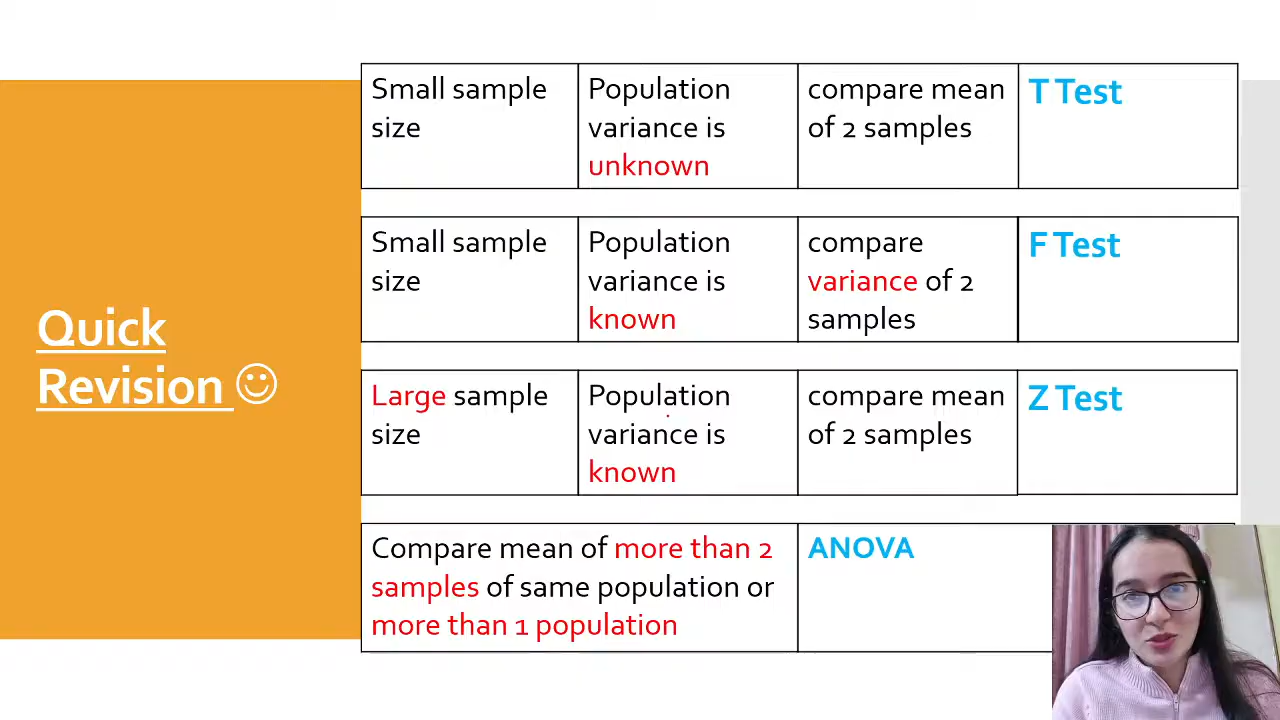 Quick
Revision ☺
Small sample
size
Population
variance is
unknown
compare mean
of 2 samples
T Test
Small sample
size
Population
variance is
known
compare
variance of 2
samples
F Test
Large sample
size
Population
variance is
known
compare mean
of 2 samples
Z Test
Compare mean of more than 2
samples of same population or
more than 1 population
ANOVA